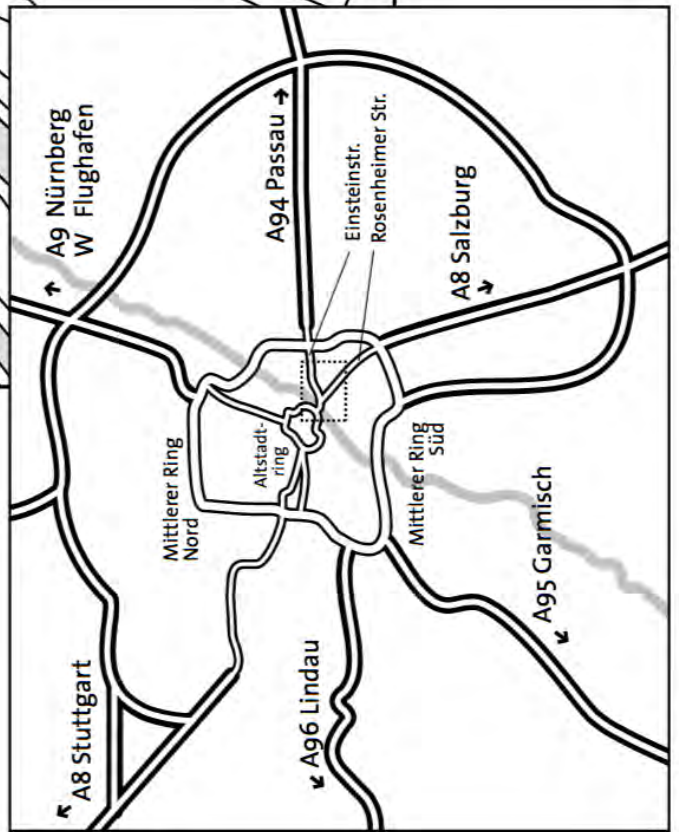 A9 Nürnberg
W Flughafen
A94 Passau
Einsteinstr.
Rosenheimer Str.
A8 Salzburg
Mittlerer Ring
Nord
Altstadt-
ring
Mittlerer Ring
Süd
A8 Stuttgart
A96 Lindau
A95 Garmisch